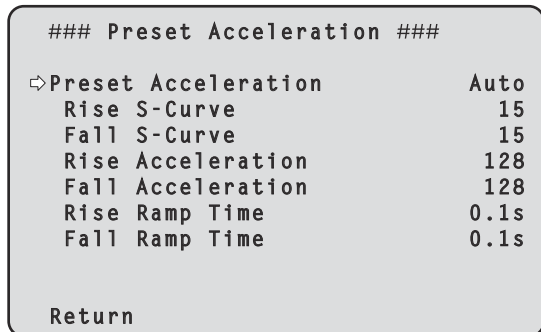 ### Preset Acceleration ###
⇨Preset Acceleration Auto
Rise S-Curve 15
Fall S-Curve 15
Rise Acceleration 128
Fall Acceleration 128
Rise Ramp Time 0.1s
Fall Ramp Time 0.1s
Return